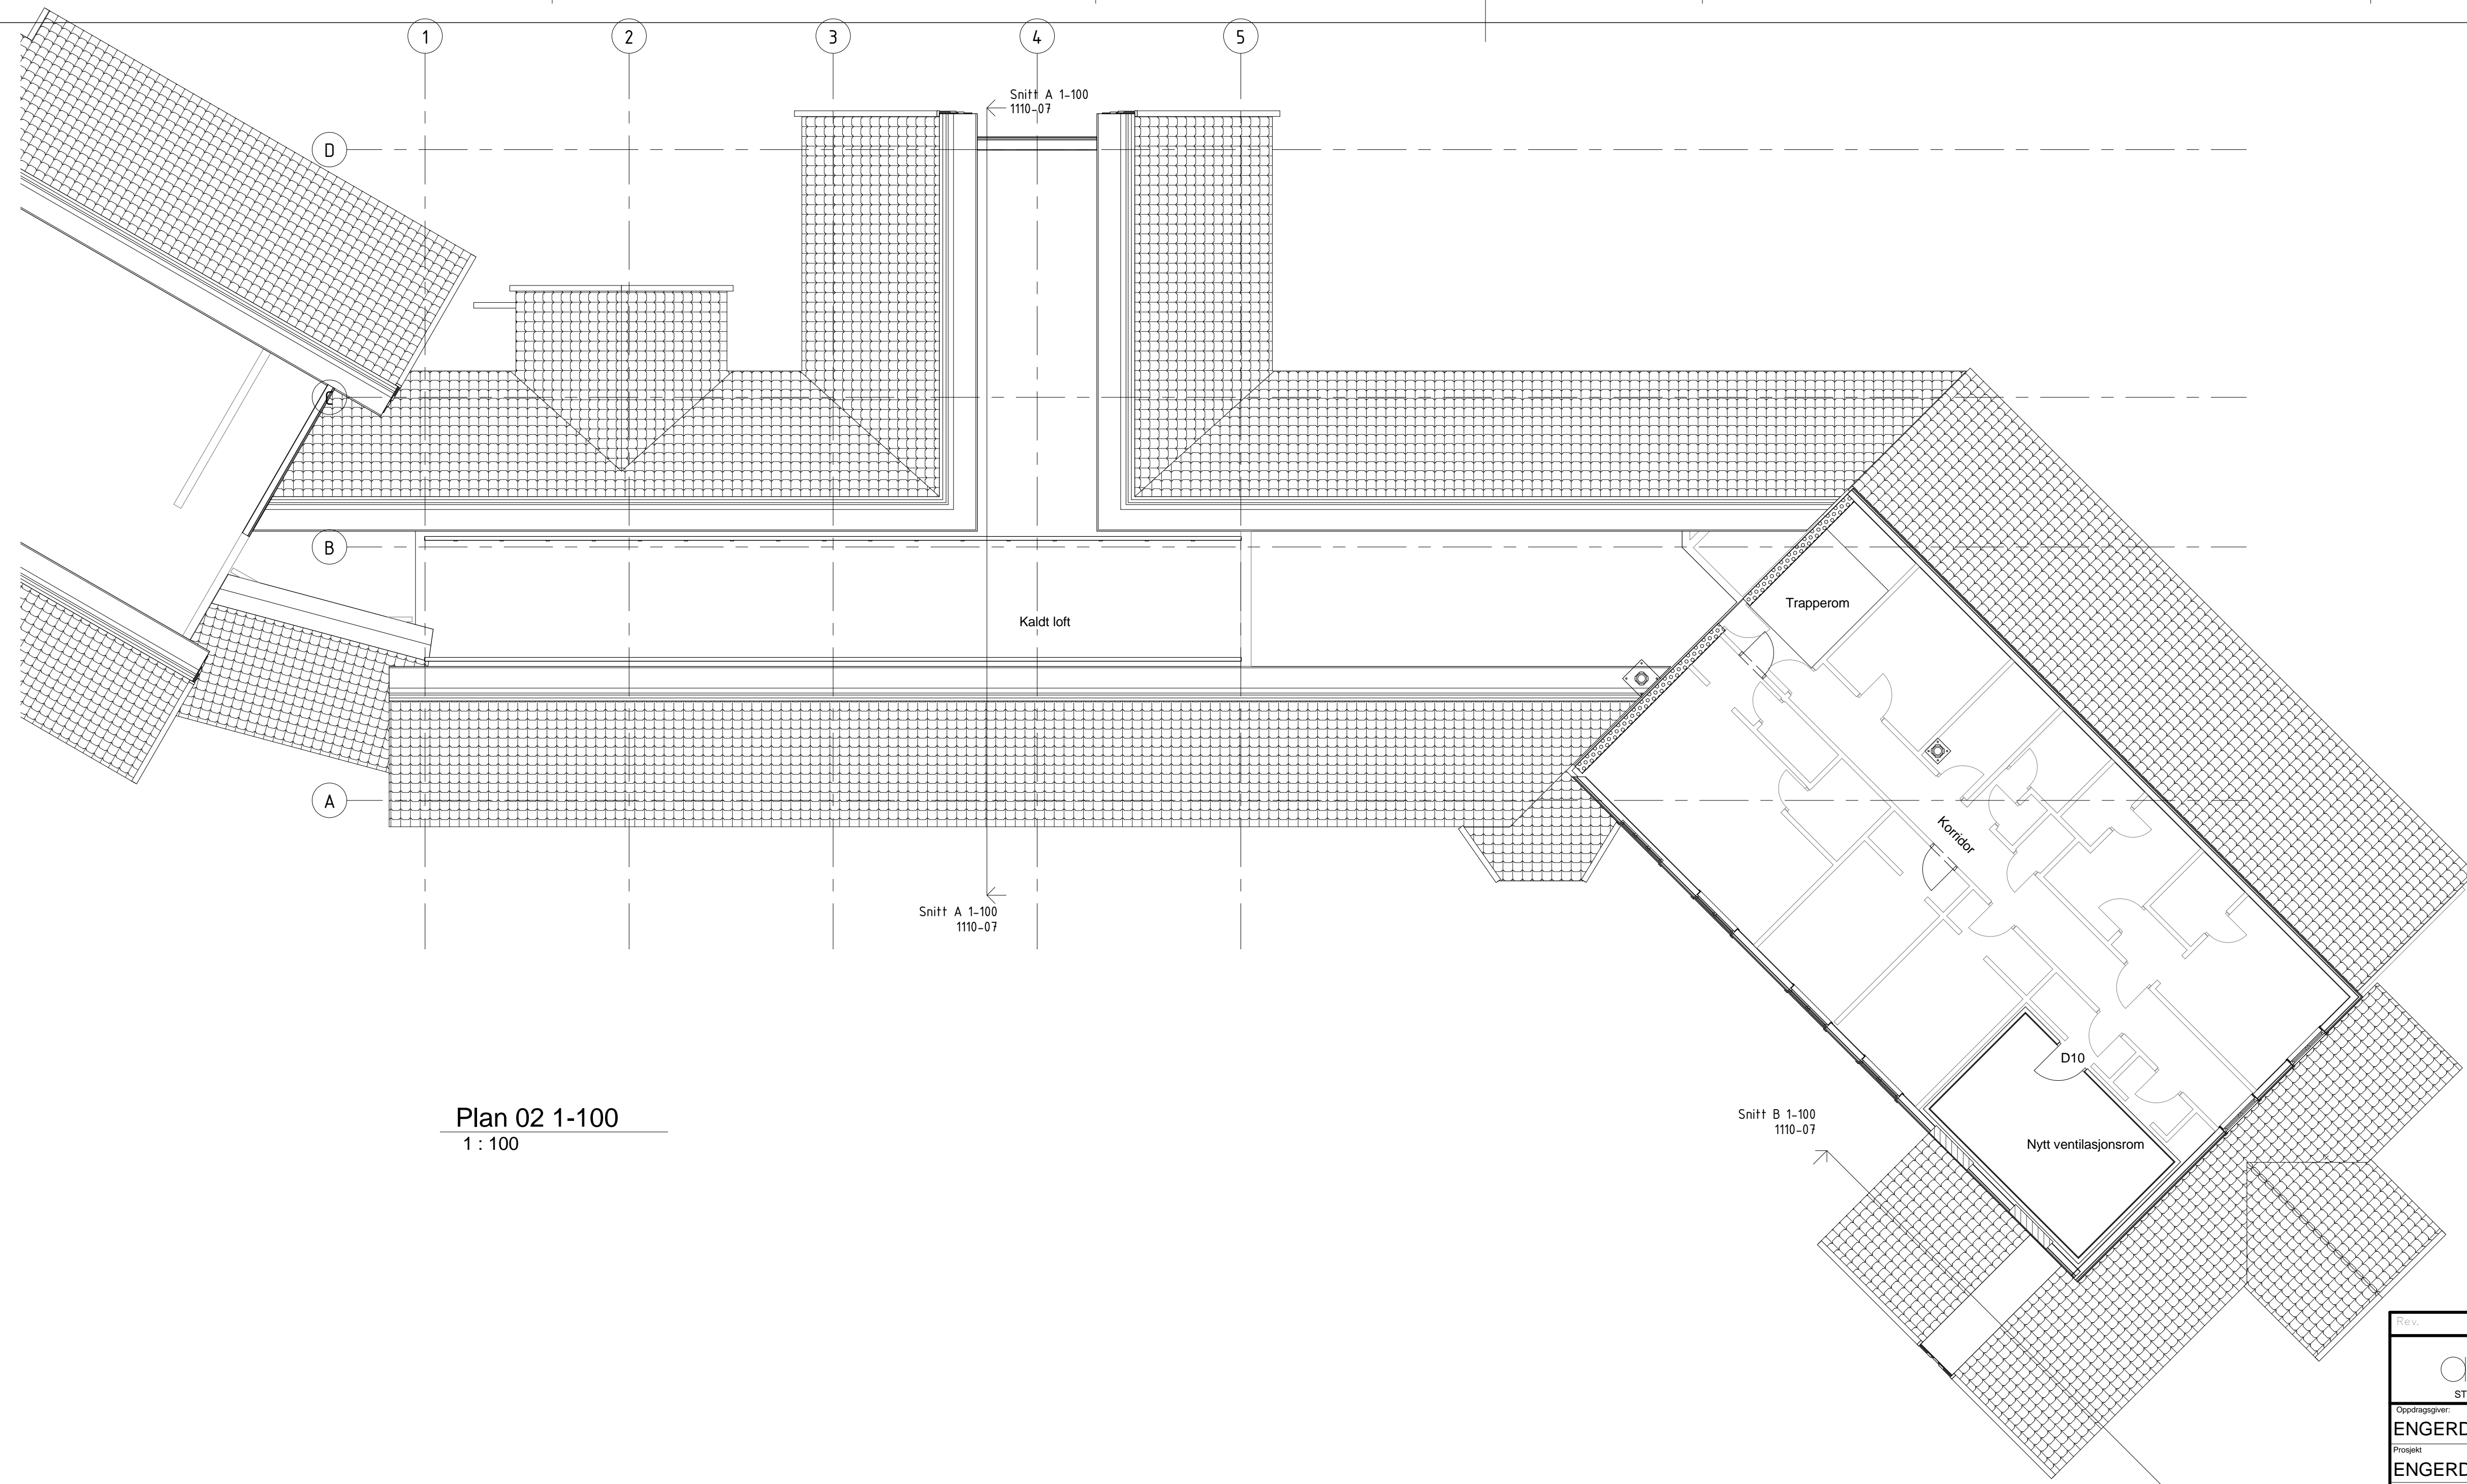 1
2
3
4
5
Snitt A 1-100
1110-07
D
C
B
Trapperom
Kaldt loft
A
Korridor
Snitt A 1-100
1110-07
D10
Plan 02 1-100
1 : 100
Snitt B 1-100
1110-07
Nytt ventilasjonsrom
Rev.
ST
Oppdragsgiver:
ENGERD
Prosjekt
ENGERD